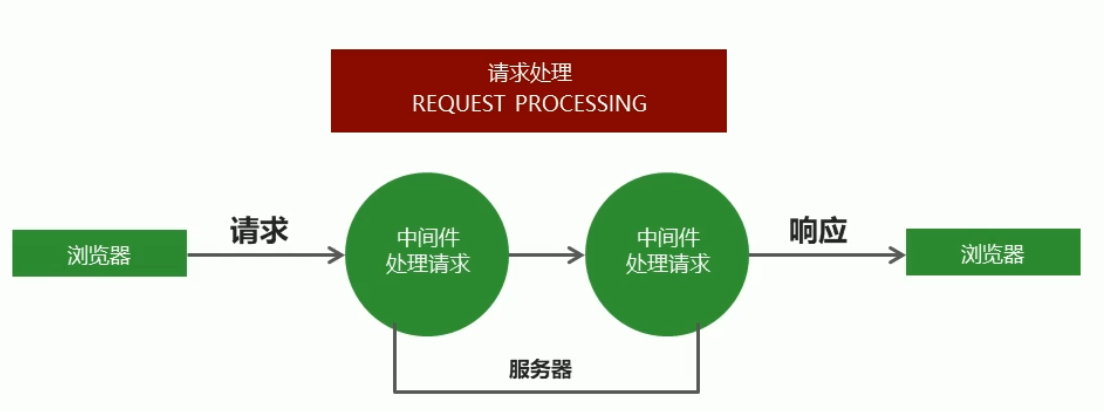 请求处理
REQUEST PROCESSING
浏览器
请求
中间件
处理请求
中间件
处理请求
响应
浏览器
服务器